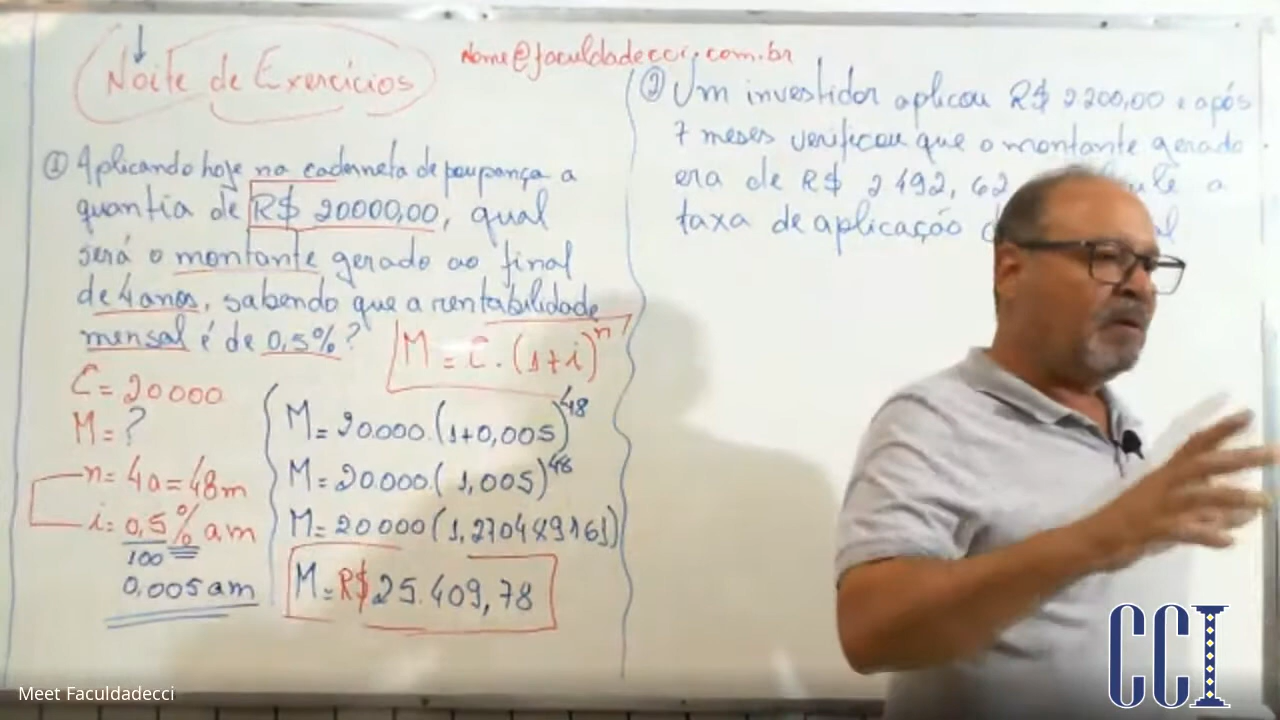 Noite de Exercícios
nome@faculdadecci.com.br
① Aplicando hoje na caderneta de poupança a
quantia de R$ 20000,00, qual
será o montante gerado ao final
de 4 anos, sabendo que a rentabilidade
mensal é de 0,5%?
M = C.(1+i)^n
C = 20000
M = ?
n = 4a = 48m
i = 0,5% am
100
0,005 am
M = 20.000.(1+0,005)^48
M = 20.000.(1,005)^48
M = 20.000(1,270489161)
M = R$ 25.409,78
② Um investidor aplicou R$ 2200,00 e após
7 meses verificou que o montante gerado
era de R$ 2492,62 a
taxa de aplicação
Meet Faculdadecci
CCI